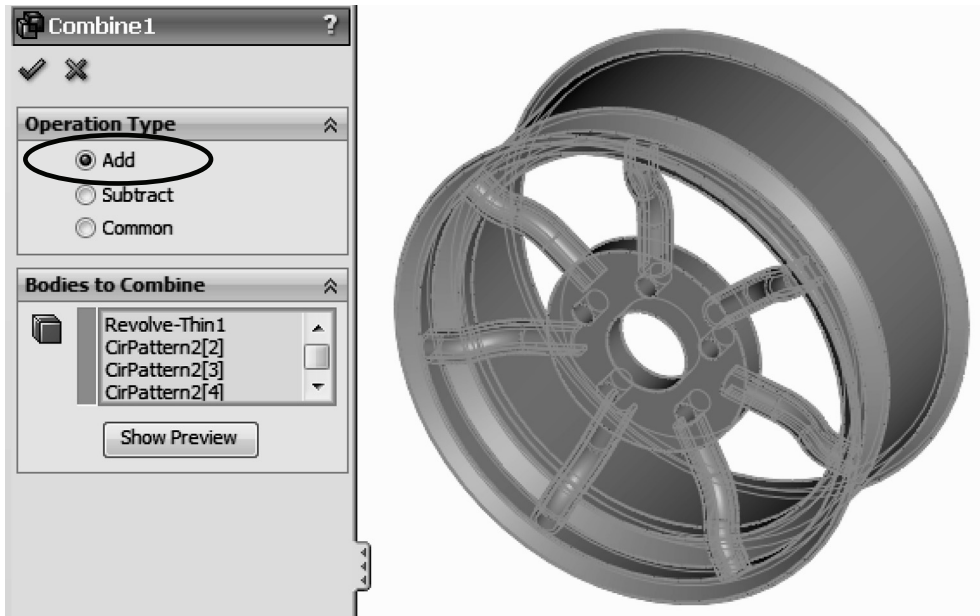 Combine1 ?
Operation Type
Add
Subtract
Common
Bodies to Combine
Revolve-Thin1
CirPattern2[2]
CirPattern2[3]
CirPattern2[4]
Show Preview